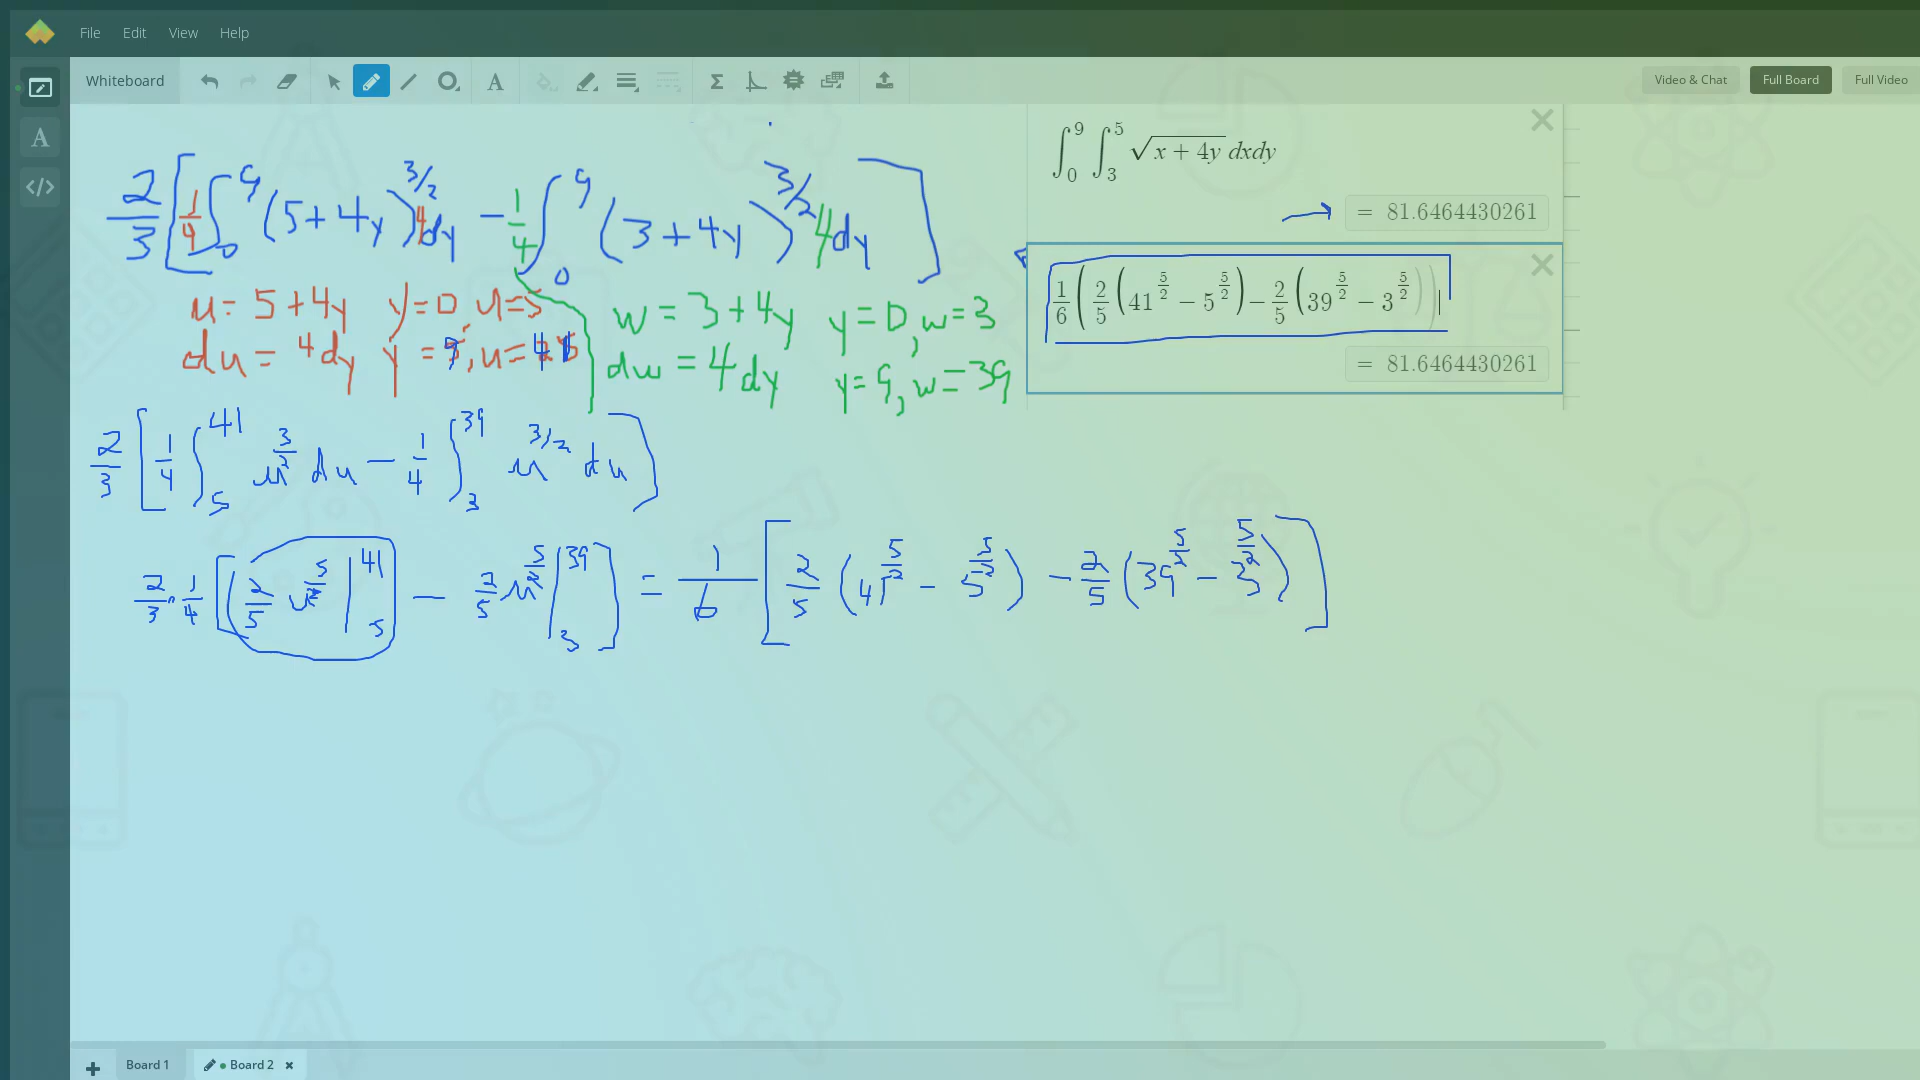 File Edit View Help
Whiteboard A Σ Video & Chat Full Board Full Video
A
</>
∫₀⁹ ∫₃⁵ √(x + 4y) dxdy
= 81.6464430261
1/6 ( 2/5 ( 41^(5/2) − 5^(5/2) ) − 2/5 ( 39^(5/2) − 3^(5/2) ) )
= 81.6464430261
2/3 [ 1/4 ∫₀⁹ (5+4y)^(3/2) 4 dy − 1/4 ∫₀⁹ (3+4y)^(3/2) 4 dy ]
u = 5+4y y=0 u=5
du = 4dy y = 9, u = 41
w = 3+4y y=0, w=3
dw = 4dy y=9, w=39
2/3 [ 1/4 ∫₅⁴¹ u^(3/2) du − 1/4 ∫₃³⁹ u^(3/2) du ]
2/3 · 1/4 [ ( 2/5 u^(5/2) |₅⁴¹ − 2/5 u^(5/2) |₃³⁹ ] = 1/6 [ 2/5 ( 41^(5/2) − 5^(5/2) ) − 2/5 ( 39^(5/2) − 3^(5/2) ) ]
+ Board 1 Board 2 ×